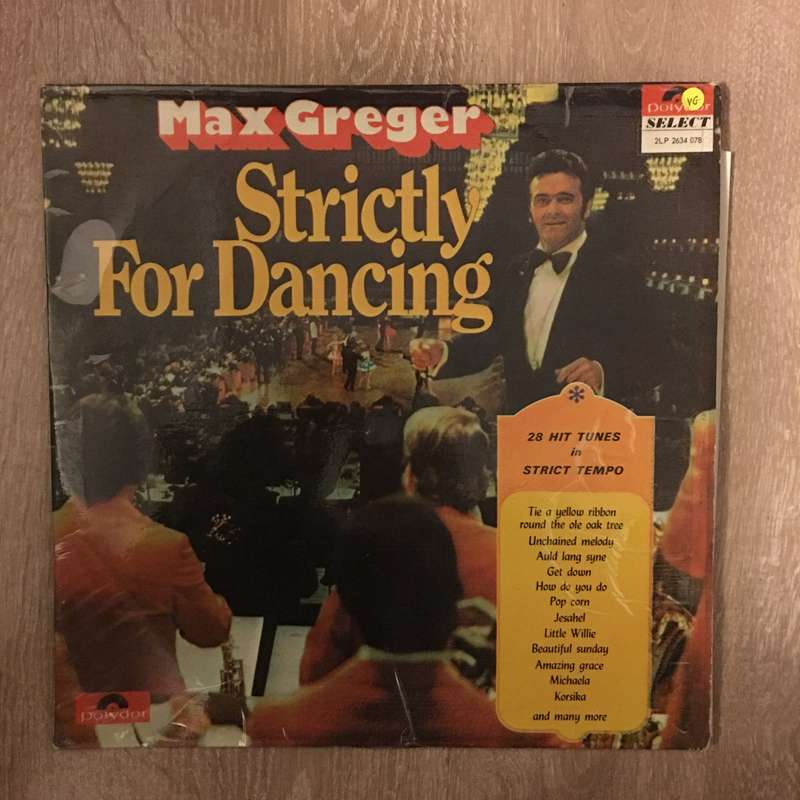 Max Greger
Strictly
For Dancing
polydor
VG
SELECT
2LP 2634 078
28 HIT TUNES
in
STRICT TEMPO
Tie a yellow ribbon
round the ole oak tree
Unchained melody
Auld lang syne
Get down
How do you do
Pop corn
Jesahel
Little Willie
Beautiful sunday
Amazing grace
Michaela
Korsika
and many more
polydor